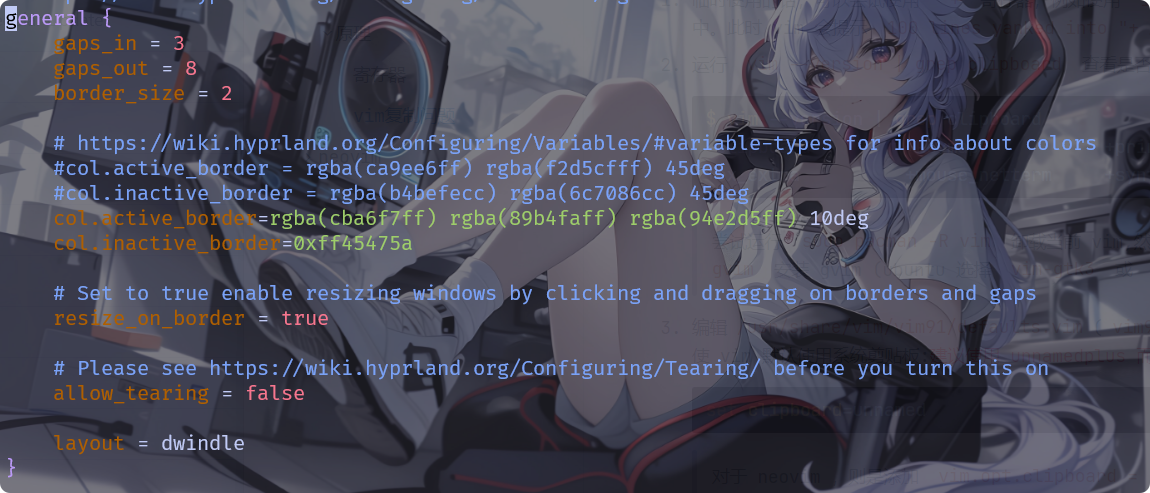 general {
    gaps_in = 3
    gaps_out = 8
    border_size = 2
    # https://wiki.hyprland.org/Configuring/Variables/#variable-types for info about colors
    #col.active_border = rgba(ca9ee6ff) rgba(f2d5cfff) 45deg
    #col.inactive_border = rgba(b4befecc) rgba(6c7086cc) 45deg
    col.active_border=rgba(cba6f7ff) rgba(89b4faff) rgba(94e2d5ff) 10deg
    col.inactive_border=0xff45475a
    # Set to true enable resizing windows by clicking and dragging on borders and gaps
    resize_on_border = true
    # Please see https://wiki.hyprland.org/Configuring/Tearing/ before you turn this on
    allow_tearing = false
    layout = dwindle
}